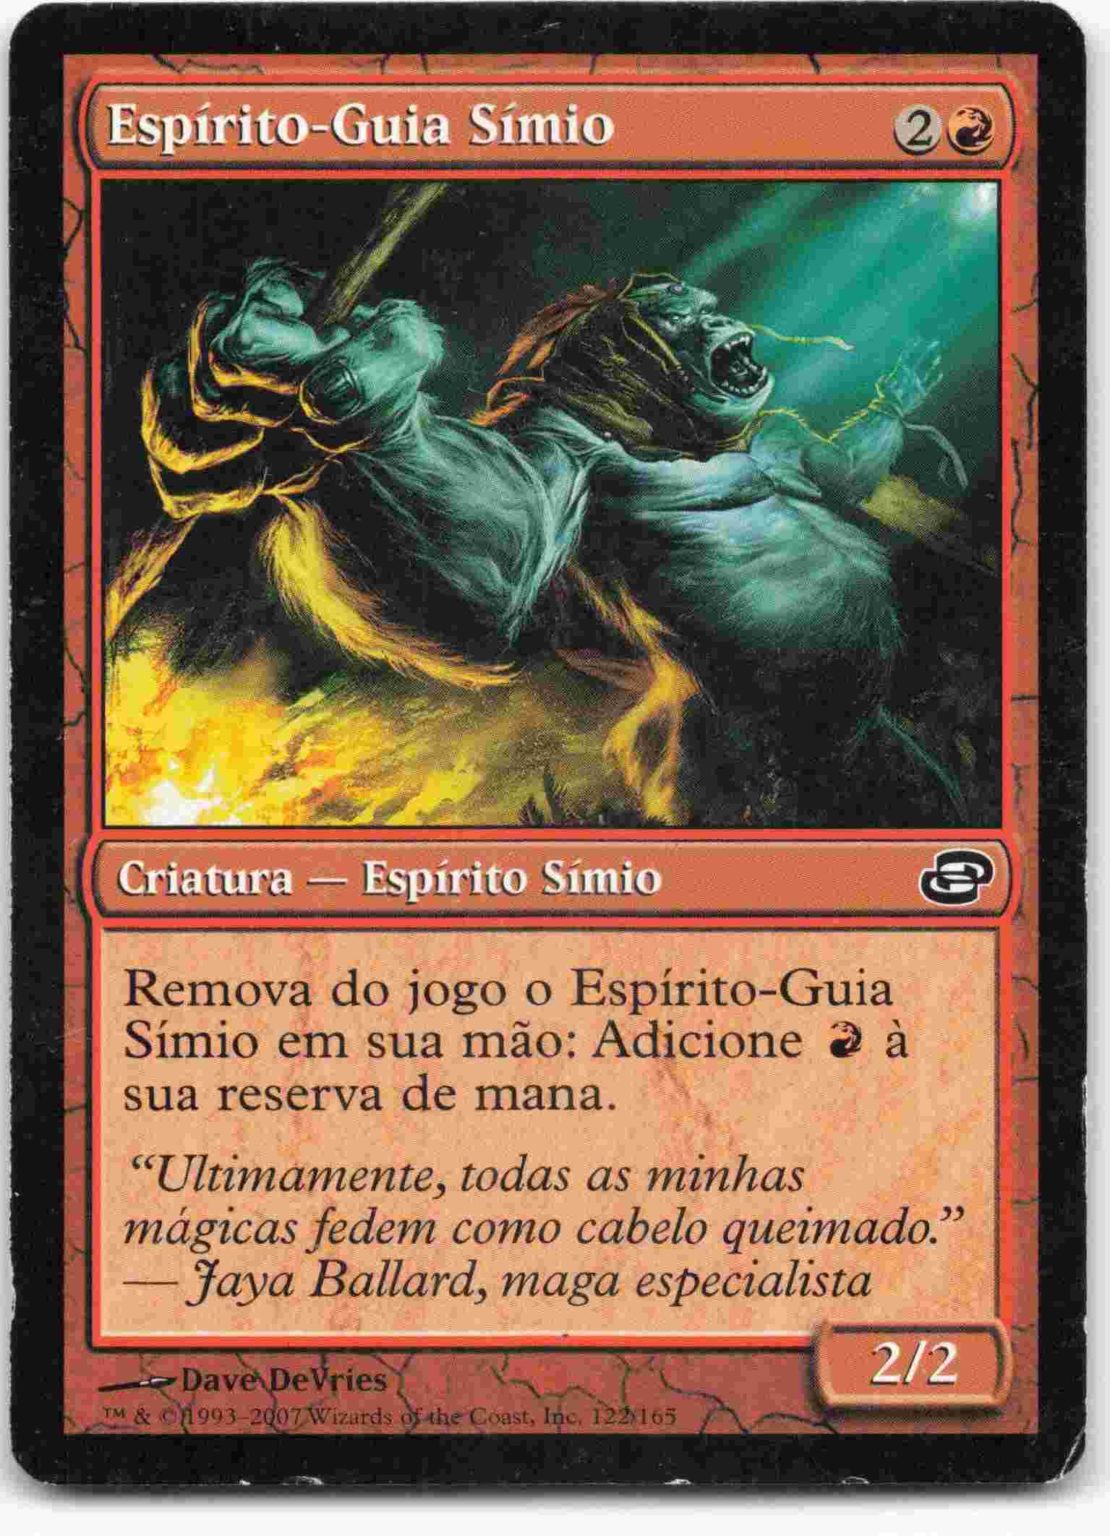 Espírito-Guia Símio 2
Criatura — Espírito Símio
Remova do jogo o Espírito-Guia
Símio em sua mão: Adicione à
sua reserva de mana.
“Ultimamente, todas as minhas
mágicas fedem como cabelo queimado.”
— Jaya Ballard, maga especialista
2/2
Dave DeVries
™ & © 1993–2007 Wizards of the Coast, Inc. 122/165